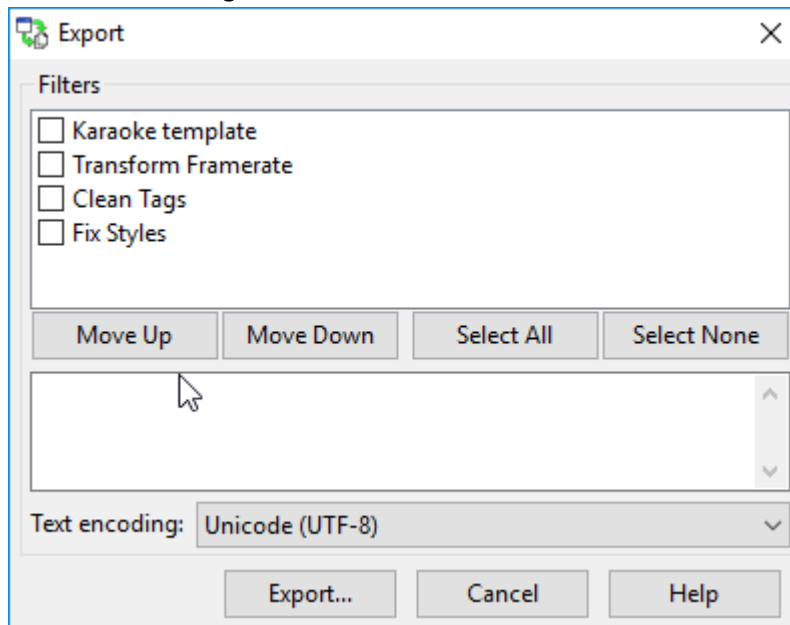 Export
Filters
Karaoke template
Transform Framerate
Clean Tags
Fix Styles
Move Up Move Down Select All Select None
Text encoding: Unicode (UTF-8)
Export... Cancel Help